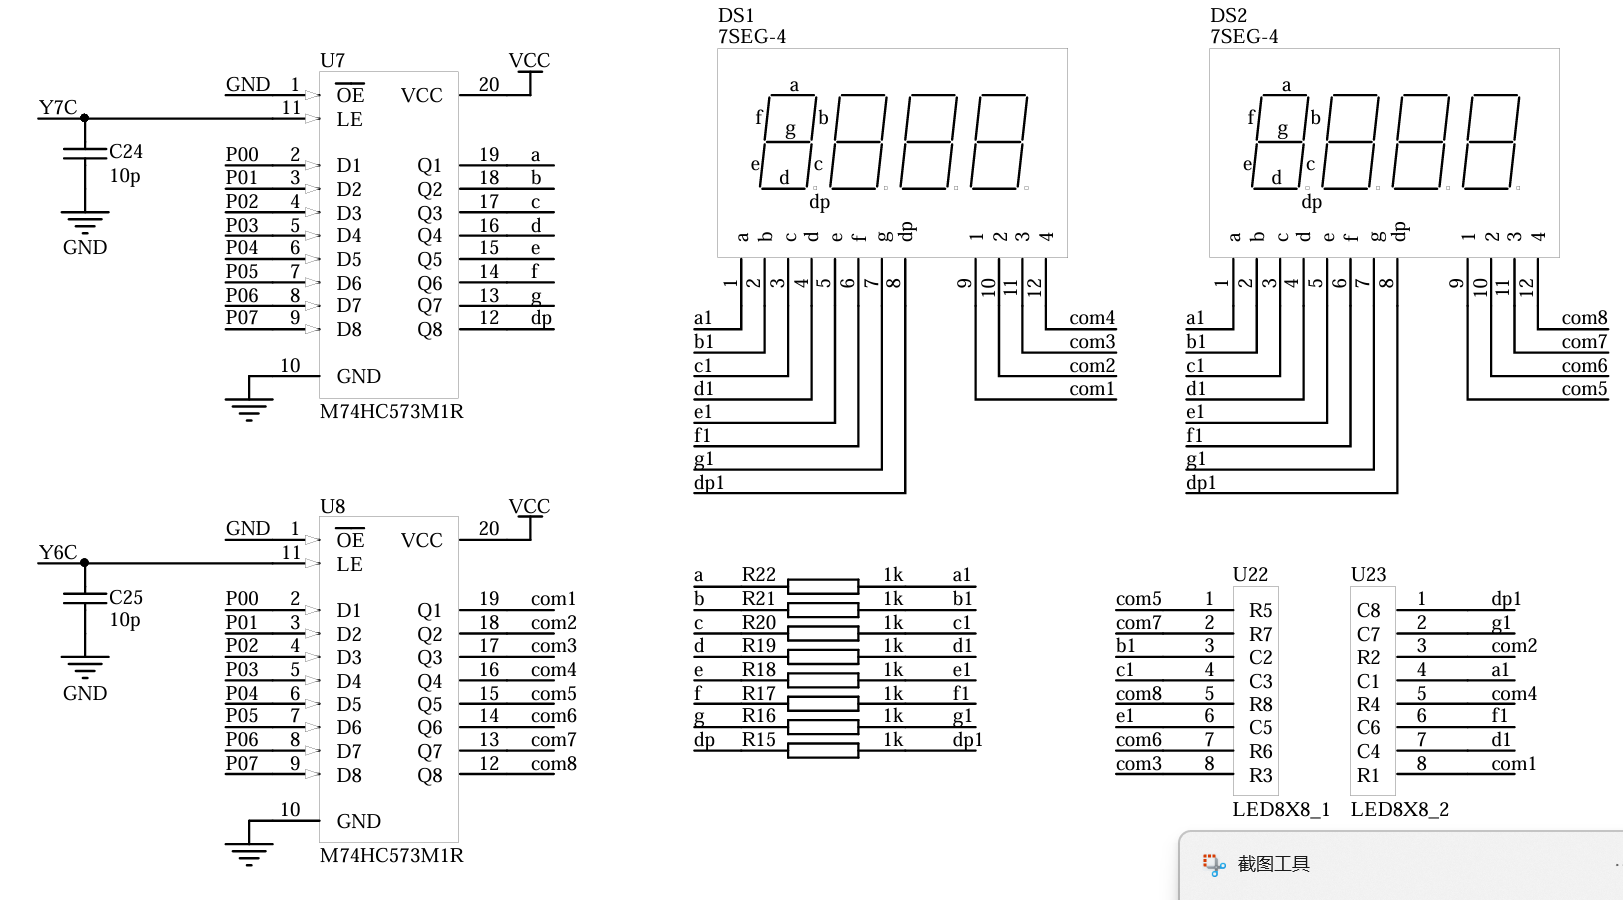 U7
VCC
GND 1 OE VCC 20
Y7C 11 LE
C24
10p
GND
P00 2 D1 Q1 19 a
P01 3 D2 Q2 18 b
P02 4 D3 Q3 17 c
P03 5 D4 Q4 16 d
P04 6 D5 Q5 15 e
P05 7 D6 Q6 14 f
P06 8 D7 Q7 13 g
P07 9 D8 Q8 12 dp
10 GND
M74HC573M1R
DS1
7SEG-4
a
f b
g
e c
d
dp
a b c d e f g dp 1 2 3 4
1 2 3 4 5 6 7 8 9 10 11 12
a1 com4
b1 com3
c1 com2
d1 com1
e1
f1
g1
dp1
DS2
7SEG-4
a
f b
g
e c
d
dp
a b c d e f g dp 1 2 3 4
1 2 3 4 5 6 7 8 9 10 11 12
a1 com8
b1 com7
c1 com6
d1 com5
e1
f1
g1
dp1
U8
VCC
GND 1 OE VCC 20
Y6C 11 LE
C25
10p
GND
P00 2 D1 Q1 19 com1
P01 3 D2 Q2 18 com2
P02 4 D3 Q3 17 com3
P03 5 D4 Q4 16 com4
P04 6 D5 Q5 15 com5
P05 7 D6 Q6 14 com6
P06 8 D7 Q7 13 com7
P07 9 D8 Q8 12 com8
10 GND
M74HC573M1R
a R22 1k a1
b R21 1k b1
c R20 1k c1
d R19 1k d1
e R18 1k e1
f R17 1k f1
g R16 1k g1
dp R15 1k dp1
U22
com5 1 R5
com7 2 R7
b1 3 C2
c1 4 C3
com8 5 R8
e1 6 C5
com6 7 R6
com3 8 R3
LED8X8_1
U23
C8 1 dp1
C7 2 g1
R2 3 com2
C1 4 a1
R4 5 com4
C6 6 f1
C4 7 d1
R1 8 com1
LED8X8_2
截图工具